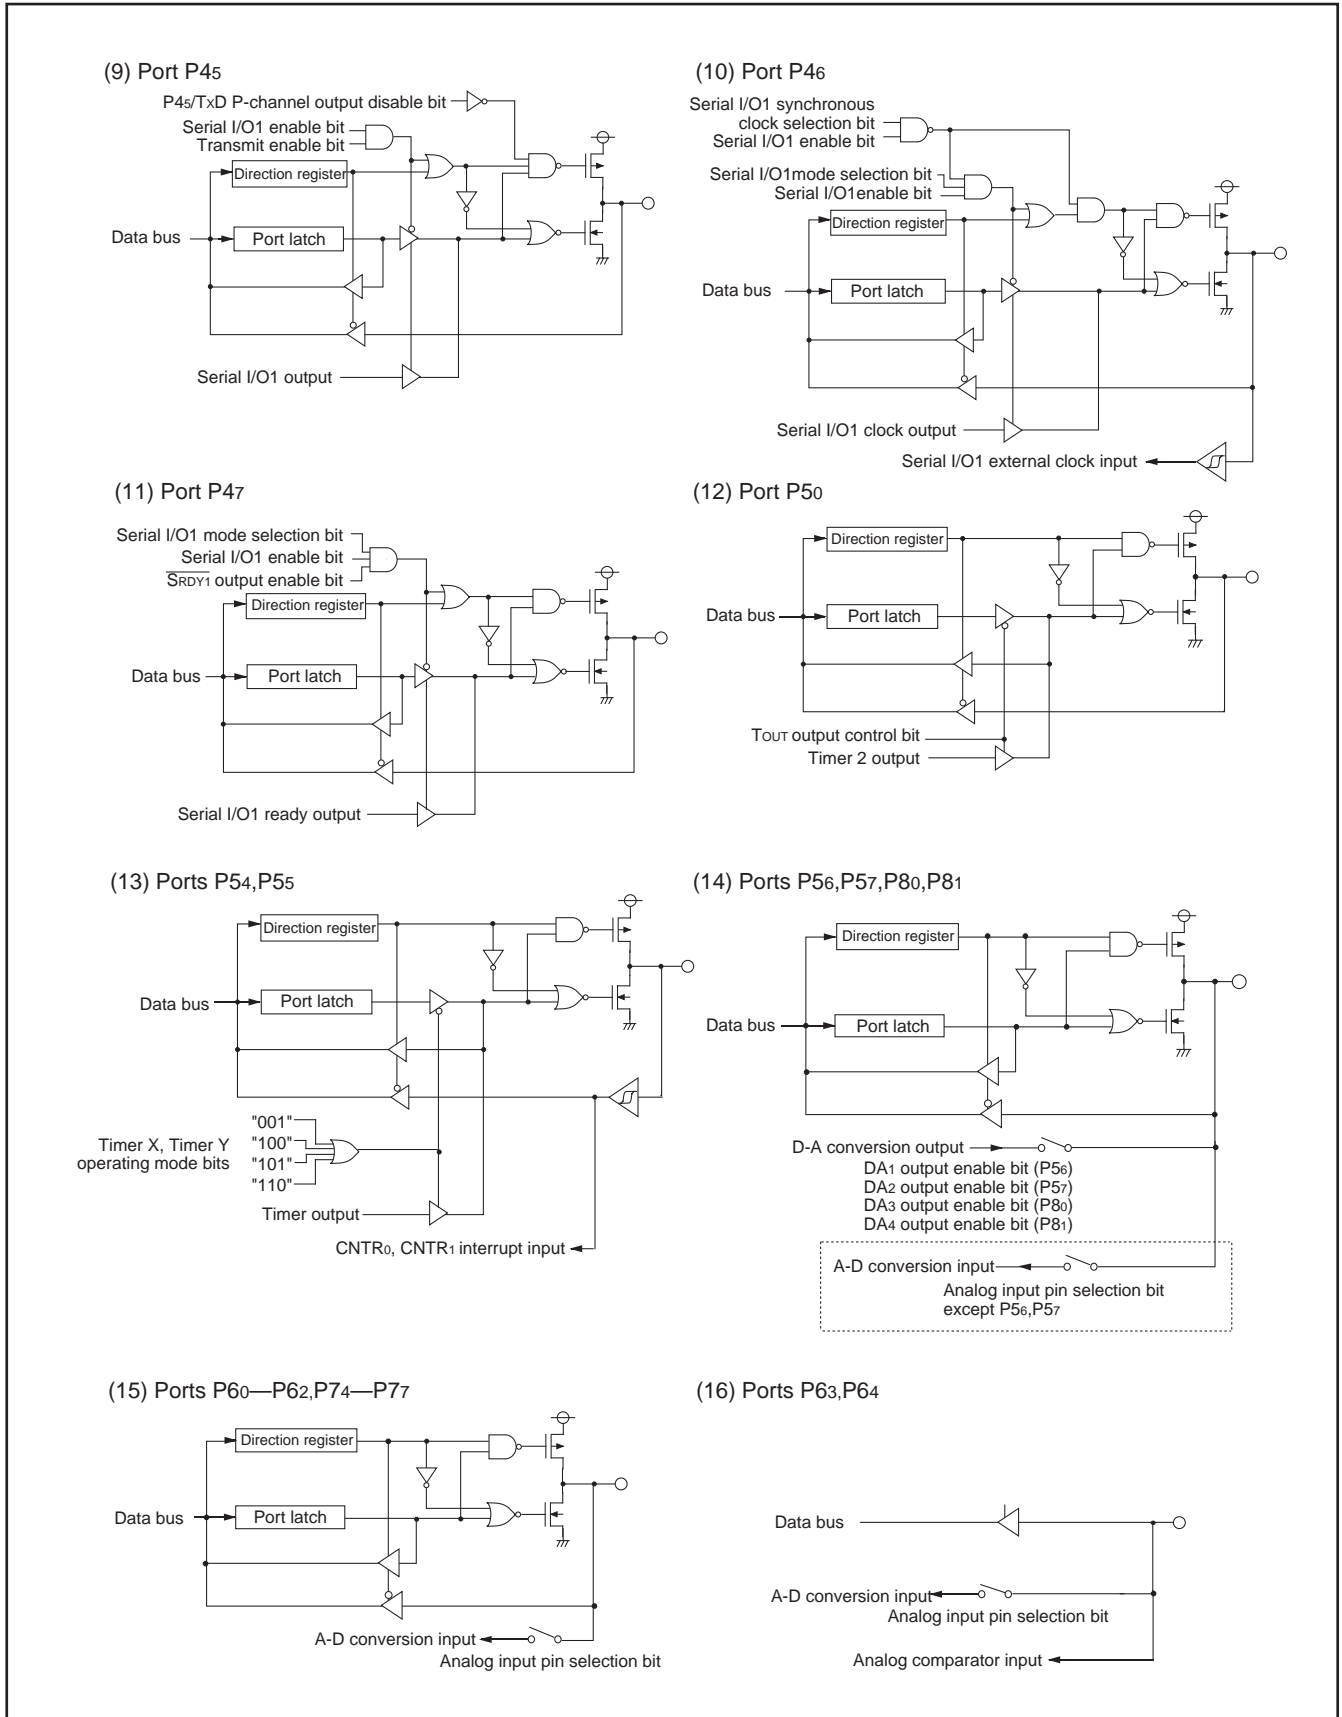 (9) Port P45
P45/TxD P-channel output disable bit
Serial I/O1 enable bit
Transmit enable bit
Direction register
Data bus
Port latch
Serial I/O1 output
(10) Port P46
Serial I/O1 synchronous
clock selection bit
Serial I/O1 enable bit
Serial I/O1mode selection bit
Serial I/O1enable bit
Direction register
Data bus
Port latch
Serial I/O1 clock output
Serial I/O1 external clock input
(11) Port P47
Serial I/O1 mode selection bit
Serial I/O1 enable bit
SRDY1 output enable bit
Direction register
Data bus
Port latch
Serial I/O1 ready output
(12) Port P50
Direction register
Data bus
Port latch
TOUT output control bit
Timer 2 output
(13) Ports P54,P55
Direction register
Data bus
Port latch
"001"
"100"
"101"
"110"
Timer X, Timer Y
operating mode bits
Timer output
CNTR0, CNTR1 interrupt input
(14) Ports P56,P57,P80,P81
Direction register
Data bus
Port latch
D-A conversion output
DA1 output enable bit (P56)
DA2 output enable bit (P57)
DA3 output enable bit (P80)
DA4 output enable bit (P81)
A-D conversion input
Analog input pin selection bit
except P56,P57
(15) Ports P60—P62,P74—P77
Direction register
Data bus
Port latch
A-D conversion input
Analog input pin selection bit
(16) Ports P63,P64
Data bus
A-D conversion input
Analog input pin selection bit
Analog comparator input